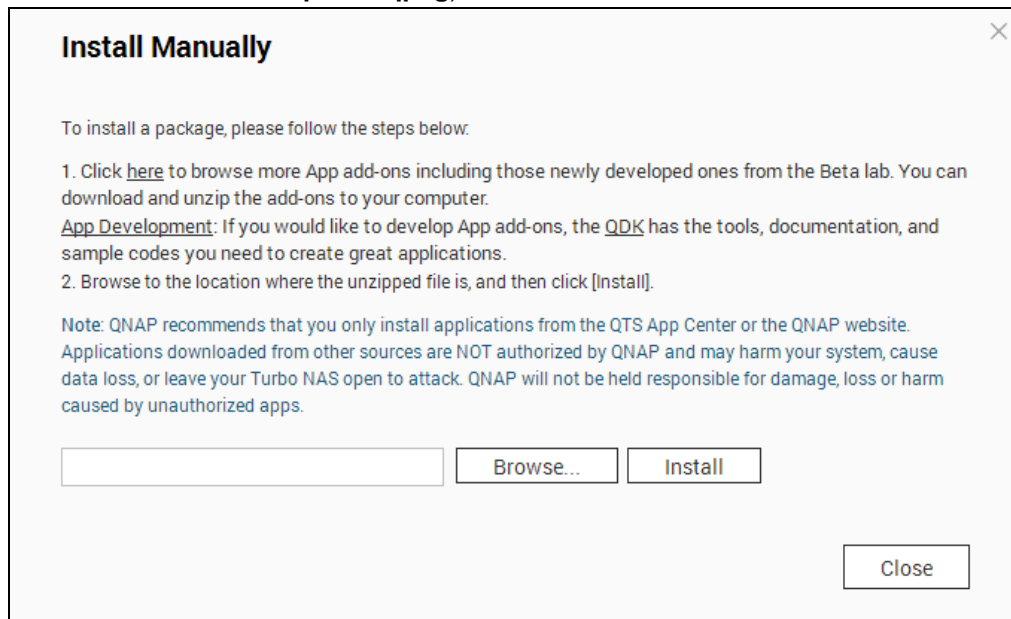 Install Manually
To install a package, please follow the steps below:
1. Click here to browse more App add-ons including those newly developed ones from the Beta lab. You can
download and unzip the add-ons to your computer.
App Development: If you would like to develop App add-ons, the QDK has the tools, documentation, and
sample codes you need to create great applications.
2. Browse to the location where the unzipped file is, and then click [Install].
Note: QNAP recommends that you only install applications from the QTS App Center or the QNAP website.
Applications downloaded from other sources are NOT authorized by QNAP and may harm your system, cause
data loss, or leave your Turbo NAS open to attack. QNAP will not be held responsible for damage, loss or harm
caused by unauthorized apps.
Browse... Install
Close